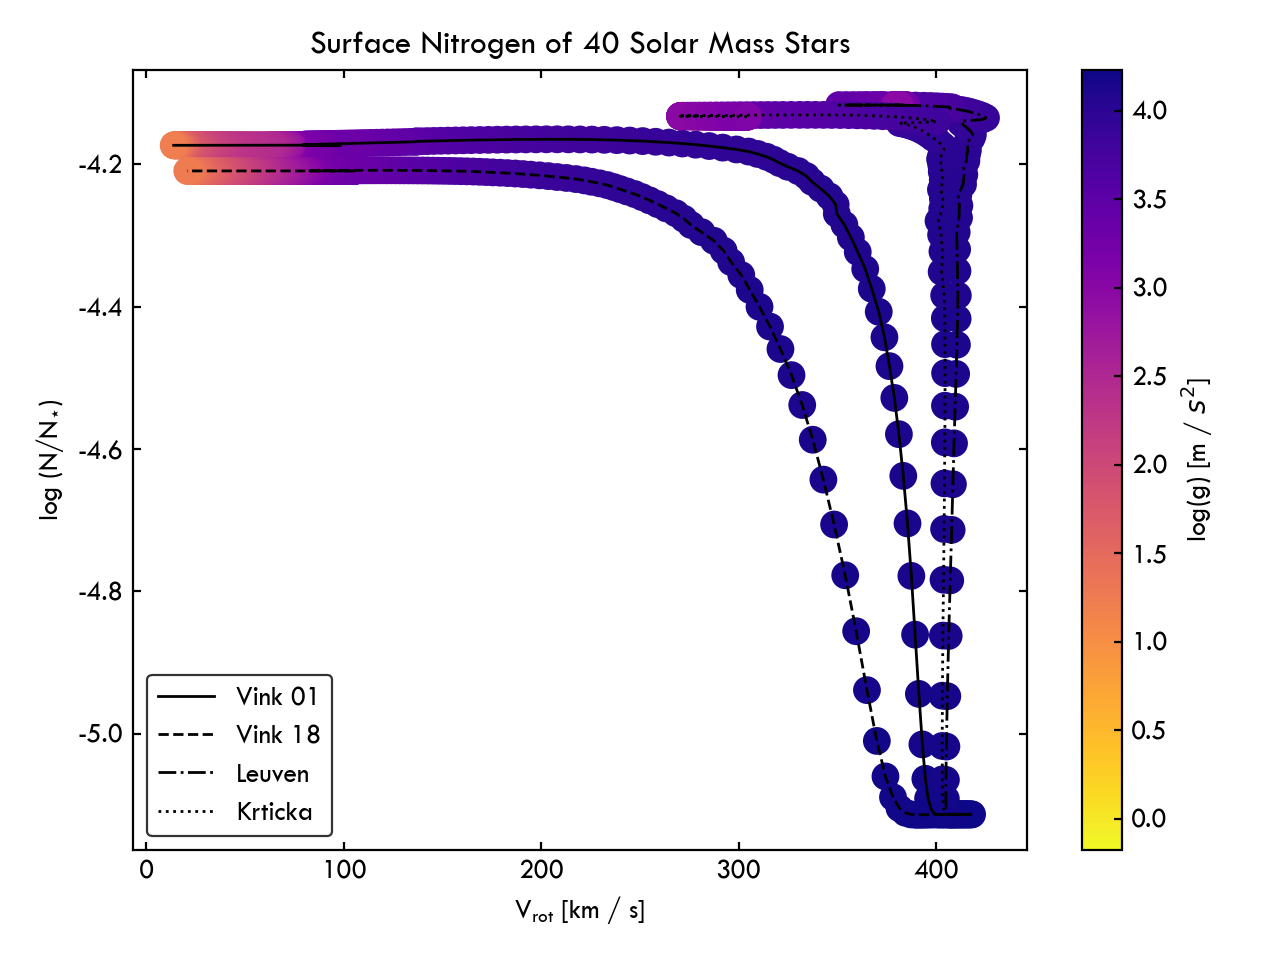 Surface Nitrogen of 40 Solar Mass Stars
log (N/N⋆)
-4.2
-4.4
-4.6
-4.8
-5.0
Vink 01
Vink 18
Leuven
Krticka
0 100 200 300 400
V_rot [km / s]
4.0
3.5
3.0
2.5
2.0
1.5
1.0
0.5
0.0
log(g) [m / s²]